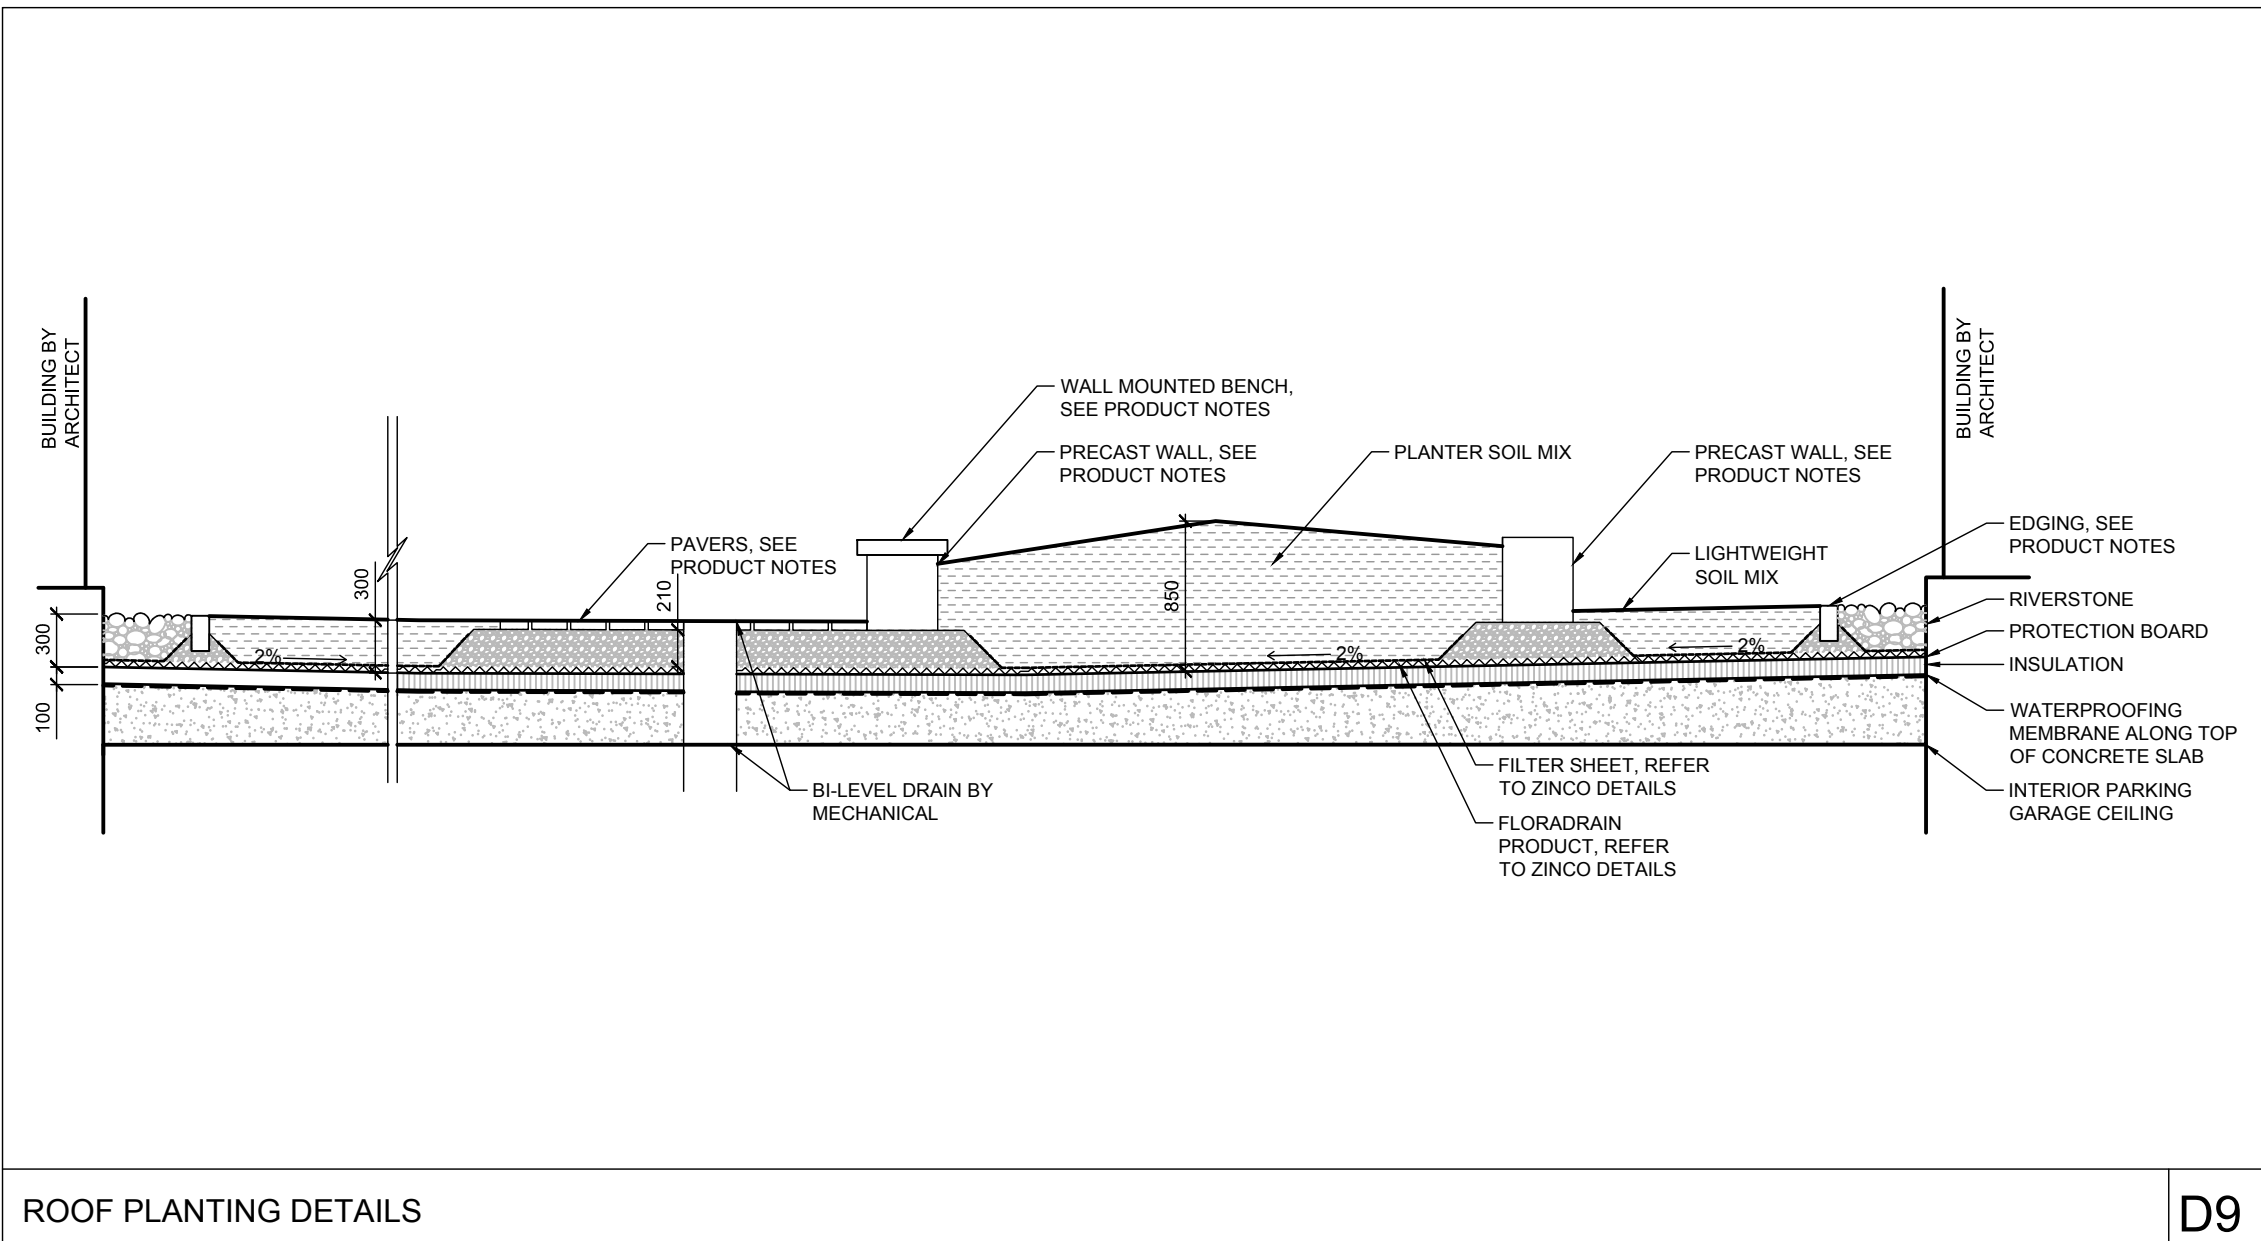 BUILDING BY
ARCHITECT
BUILDING BY
ARCHITECT
WALL MOUNTED BENCH,
SEE PRODUCT NOTES
PRECAST WALL, SEE
PRODUCT NOTES
PLANTER SOIL MIX
PRECAST WALL, SEE
PRODUCT NOTES
EDGING, SEE
PRODUCT NOTES
PAVERS, SEE
PRODUCT NOTES
LIGHTWEIGHT
SOIL MIX
300
210
850
RIVERSTONE
300
PROTECTION BOARD
2%
2%
2%
INSULATION
100
WATERPROOFING
MEMBRANE ALONG TOP
OF CONCRETE SLAB
FILTER SHEET, REFER
TO ZINCO DETAILS
BI-LEVEL DRAIN BY
MECHANICAL
INTERIOR PARKING
GARAGE CEILING
FLORADRAIN
PRODUCT, REFER
TO ZINCO DETAILS
ROOF PLANTING DETAILS
D9